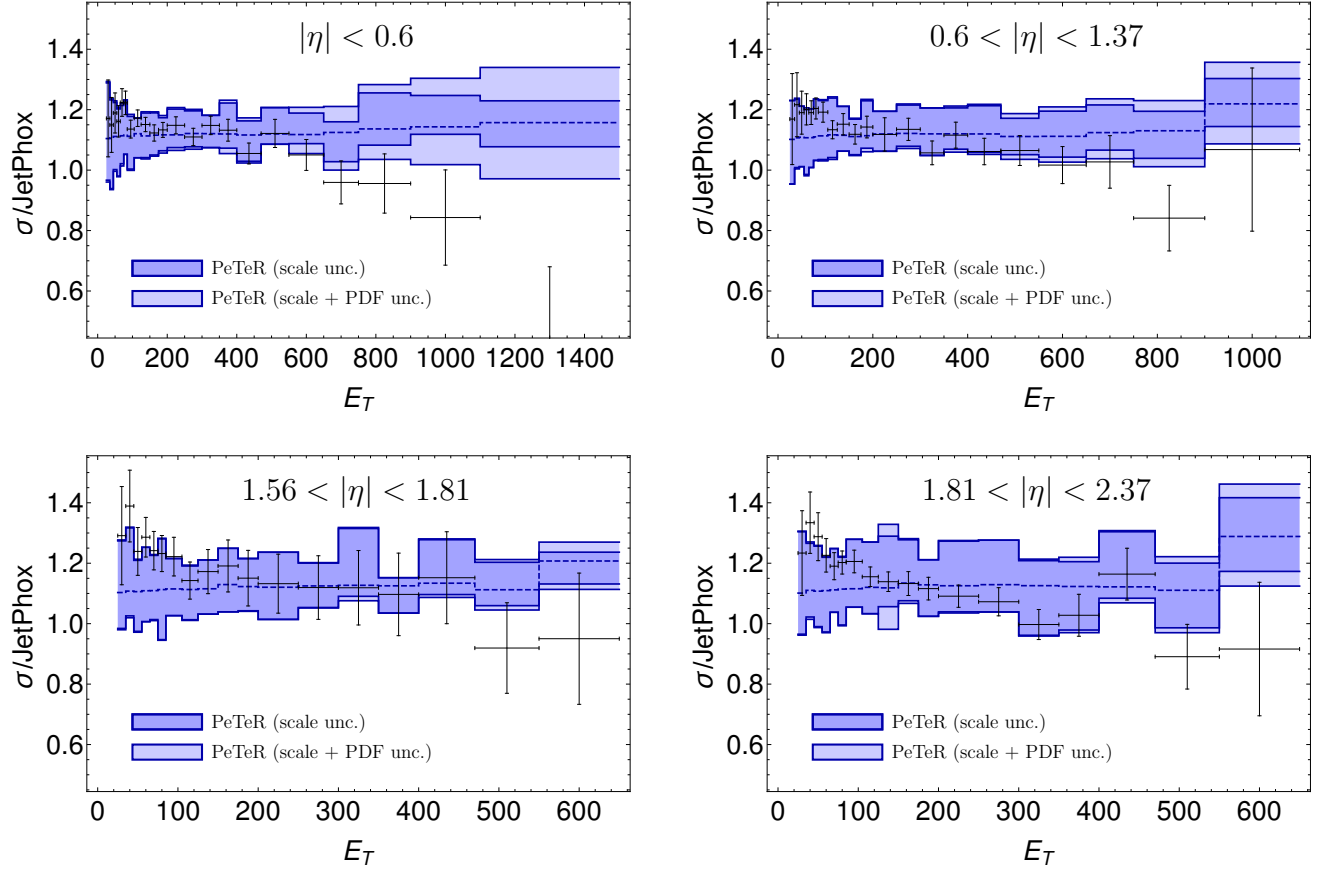 |η| < 0.6
1.4
1.2
1.0
0.8
0.6
σ/JetPhox
PeTeR (scale unc.)
PeTeR (scale + PDF unc.)
0 200 400 600 800 1000 1200 1400
E_T
0.6 < |η| < 1.37
1.4
1.2
1.0
0.8
0.6
σ/JetPhox
PeTeR (scale unc.)
PeTeR (scale + PDF unc.)
0 200 400 600 800 1000
E_T
1.56 < |η| < 1.81
1.4
1.2
1.0
0.8
0.6
σ/JetPhox
PeTeR (scale unc.)
PeTeR (scale + PDF unc.)
0 100 200 300 400 500 600
E_T
1.81 < |η| < 2.37
1.4
1.2
1.0
0.8
0.6
σ/JetPhox
PeTeR (scale unc.)
PeTeR (scale + PDF unc.)
0 100 200 300 400 500 600
E_T